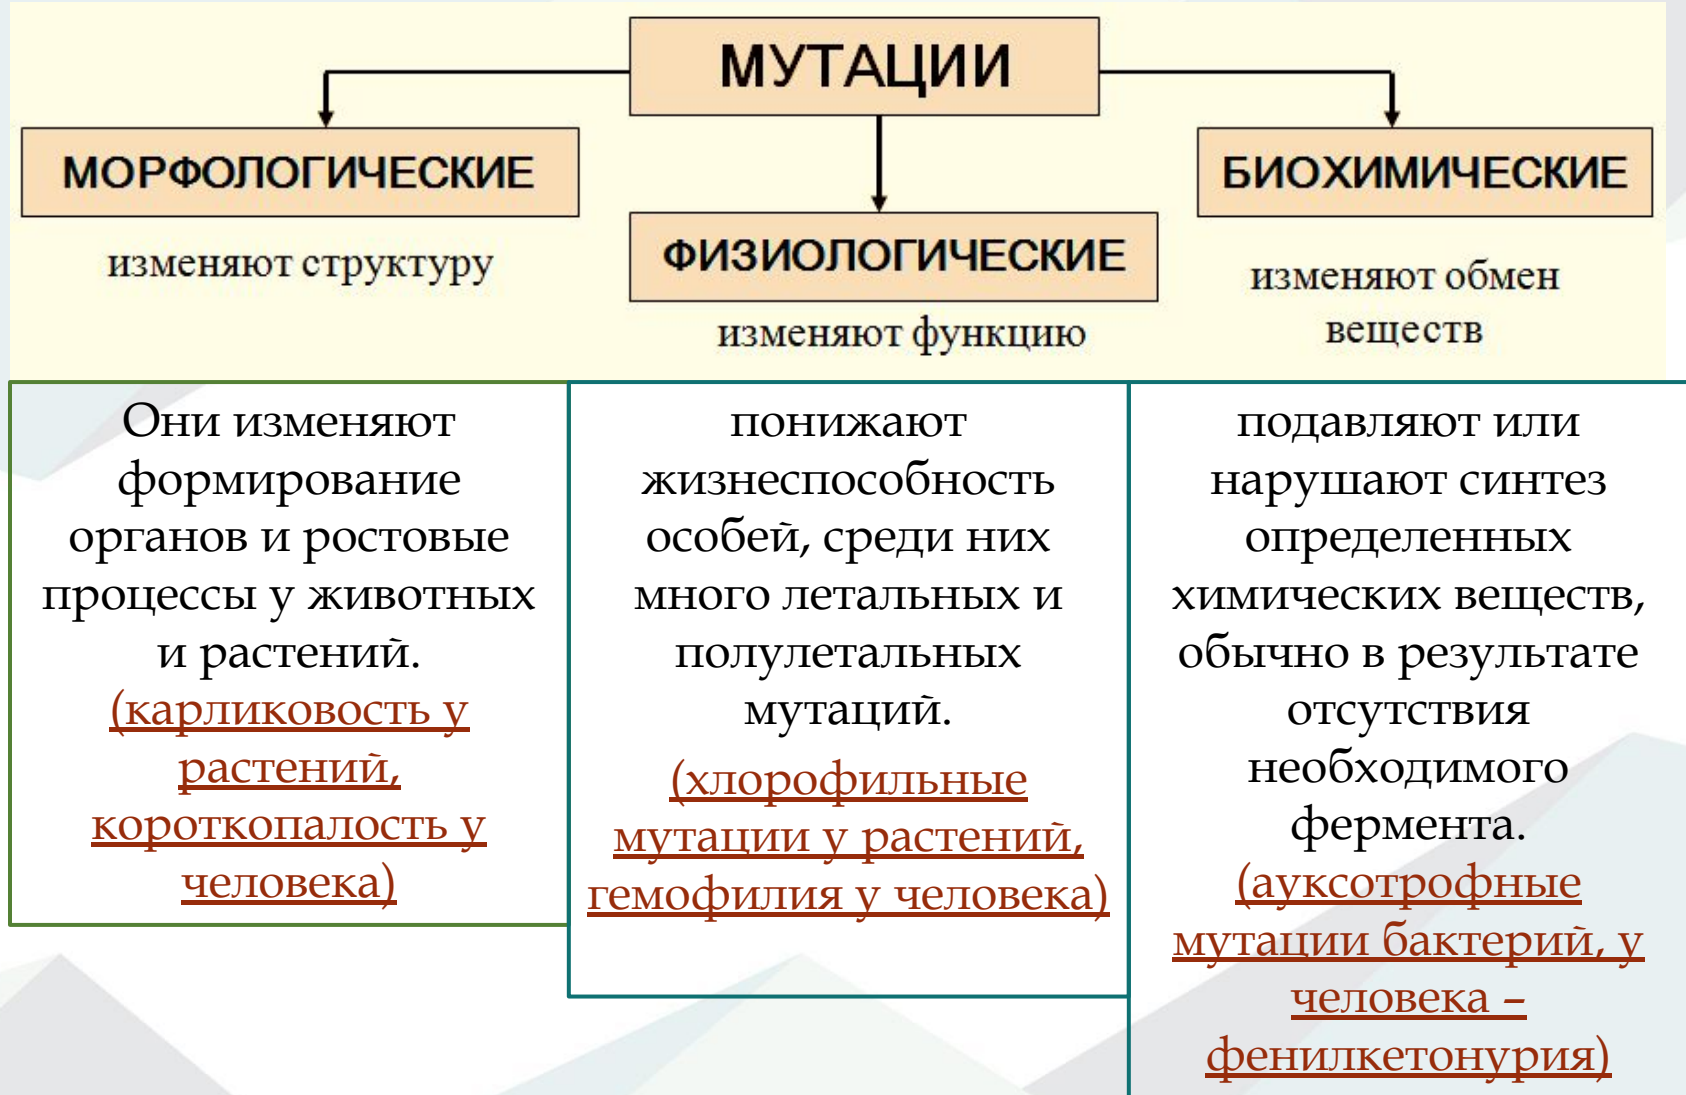 МУТАЦИИ
МОРФОЛОГИЧЕСКИЕ
изменяют структуру
ФИЗИОЛОГИЧЕСКИЕ
изменяют функцию
БИОХИМИЧЕСКИЕ
изменяют обмен
веществ
Они изменяют
формирование
органов и ростовые
процессы у животных
и растений.
(карликовость у
растений,
короткопалость у
человека)
понижают
жизнеспособность
особей, среди них
много летальных и
полулетальных
мутаций.
(хлорофильные
мутации у растений,
гемофилия у человека)
подавляют или
нарушают синтез
определенных
химических веществ,
обычно в результате
отсутствия
необходимого
фермента.
(ауксотрофные
мутации бактерий, у
человека –
фенилкетонурия)